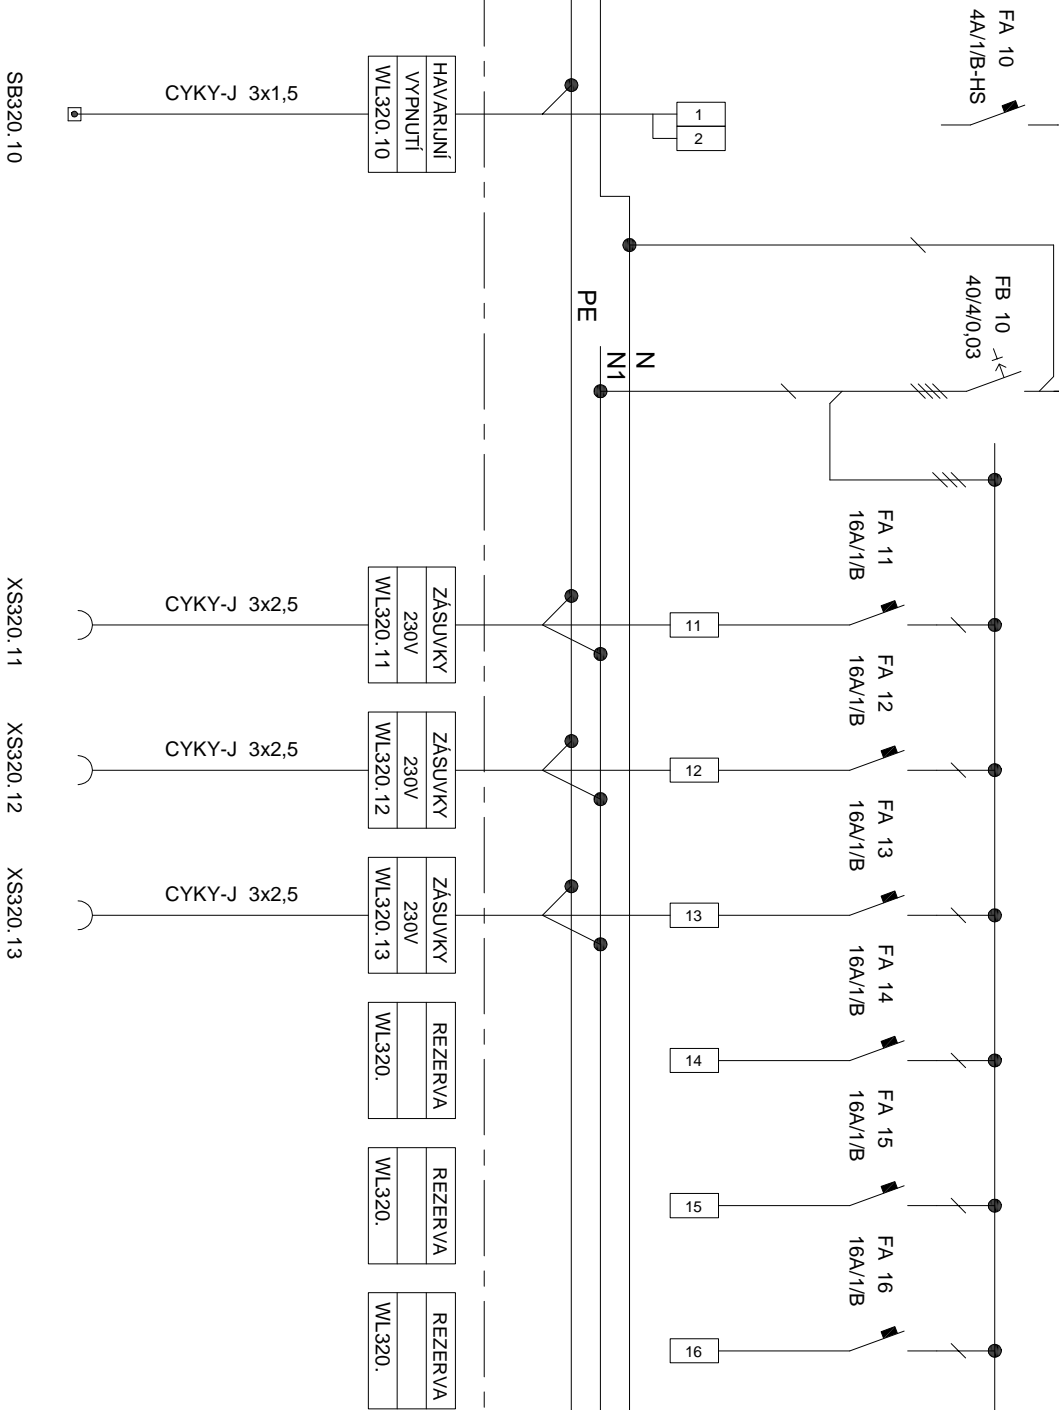 FA 10
4A/1/B-HS
FB 10
40/4/0,03
FA 11
16A/1/B
FA 12
16A/1/B
FA 13
16A/1/B
FA 14
16A/1/B
FA 15
16A/1/B
FA 16
16A/1/B
1
2
11
12
13
14
15
16
N
N1
PE
HAVARIJNÍ
VYPNUTÍ
WL320.10
ZÁSUVKY
230V
WL320.11
ZÁSUVKY
230V
WL320.12
ZÁSUVKY
230V
WL320.13
REZERVA
WL320.
REZERVA
WL320.
REZERVA
WL320.
CYKY-J 3x1,5
CYKY-J 3x2,5
CYKY-J 3x2,5
CYKY-J 3x2,5
SB320.10
XS320.11
XS320.12
XS320.13